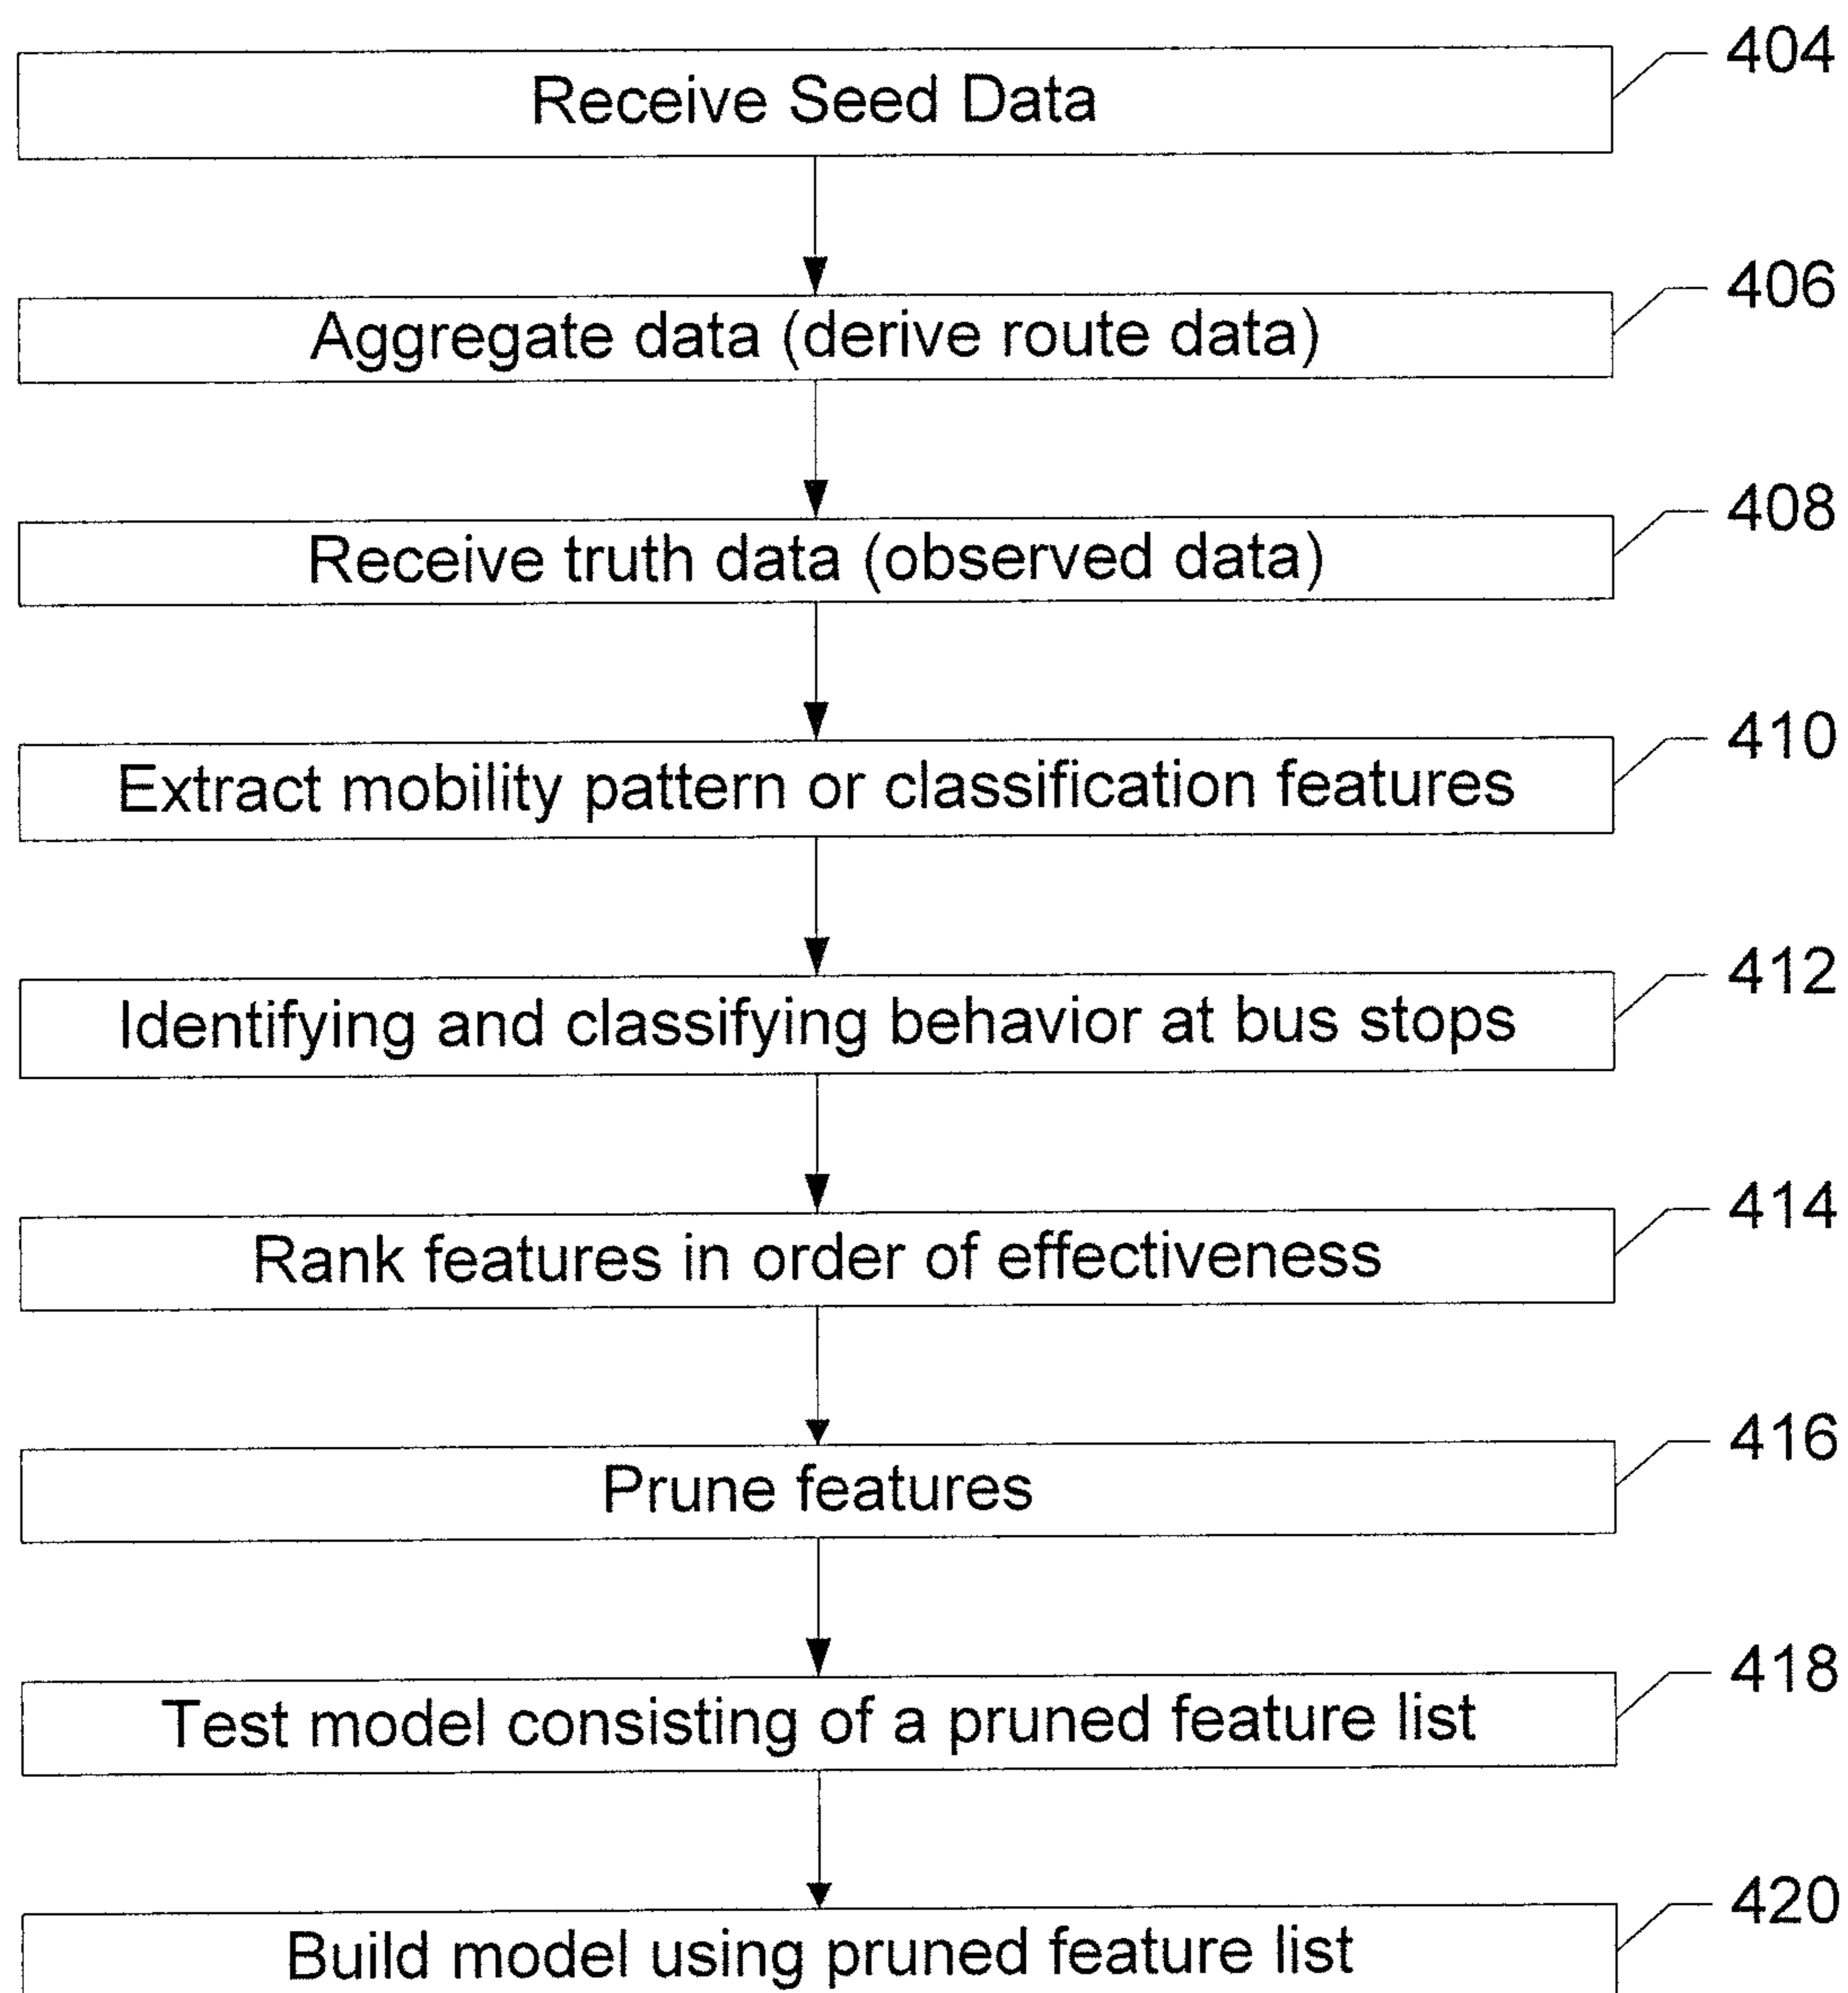 Receive Seed Data
404
Aggregate data (derive route data)
406
Receive truth data (observed data)
408
Extract mobility pattern or classification features
410
Identifying and classifying behavior at bus stops
412
Rank features in order of effectiveness
414
Prune features
416
Test model consisting of a pruned feature list
418
Build model using pruned feature list
420